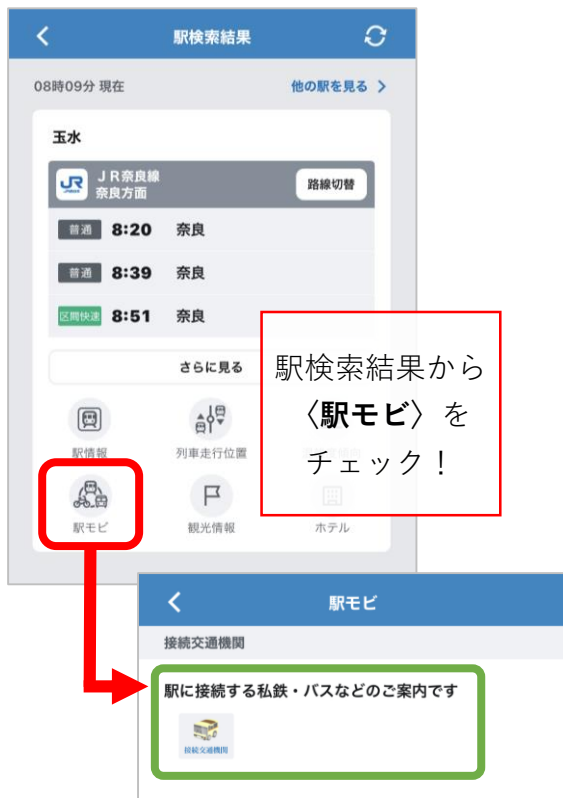 駅検索結果
08時09分 現在
他の駅を見る
玉水
JR
ＪＲ奈良線
奈良方面
路線切替
普通 8:20 奈良
普通 8:39 奈良
区間快速 8:51 奈良
さらに見る
駅情報
列車走行位置
駅モビ
観光情報
ホテル
駅検索結果から
〈駅モビ〉を
チェック！
駅モビ
接続交通機関
駅に接続する私鉄・バスなどのご案内です
接続交通機関